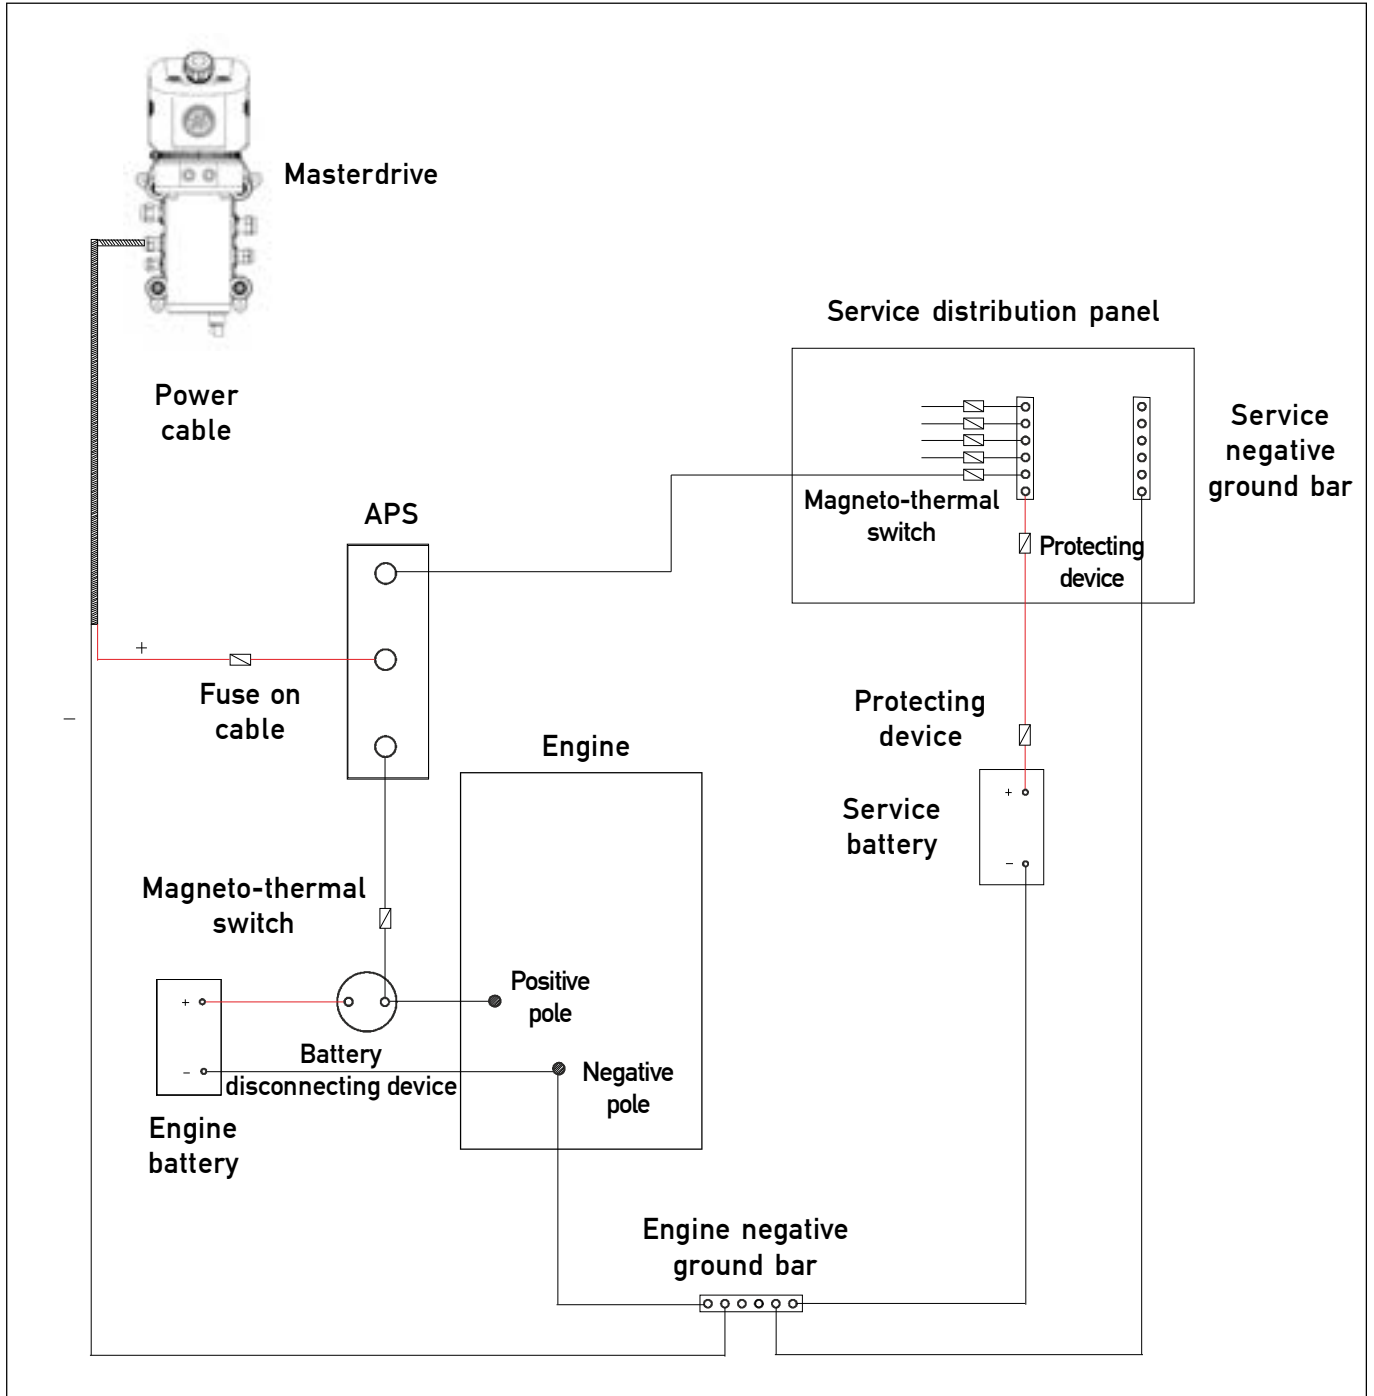 Masterdrive
Service distribution panel
Power
cable
Service
negative
ground bar
Magneto-thermal
switch
APS
Protecting
device
+
Fuse on
cable
−
Protecting
device
Engine
Service
battery
+
−
Magneto-thermal
switch
Positive
pole
+
−
Battery
disconnecting device
Negative
pole
Engine
battery
Engine negative
ground bar